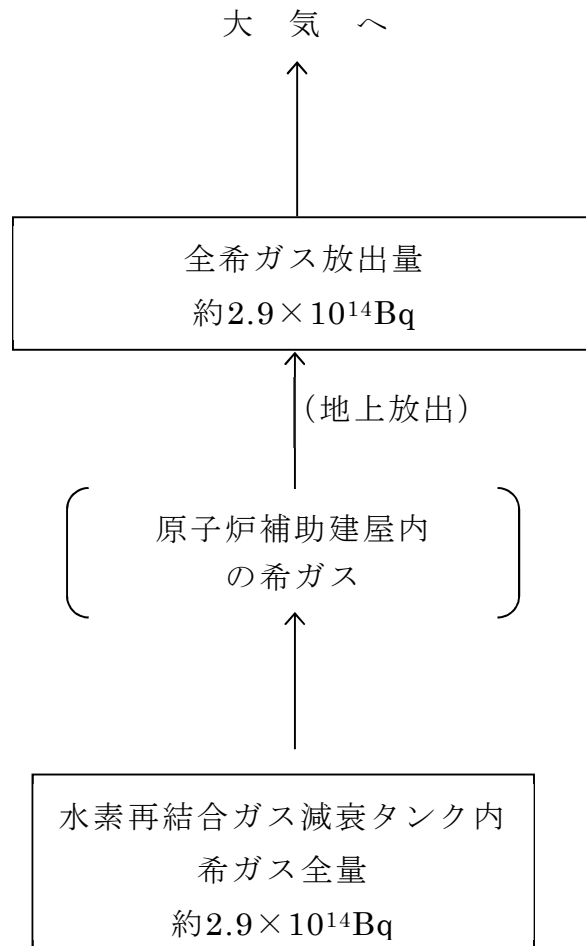 大気へ
全希ガス放出量
約2.9×10¹⁴Bq
(地上放出)
原子炉補助建屋内
の希ガス
水素再結合ガス減衰タンク内
希ガス全量
約2.9×10¹⁴Bq